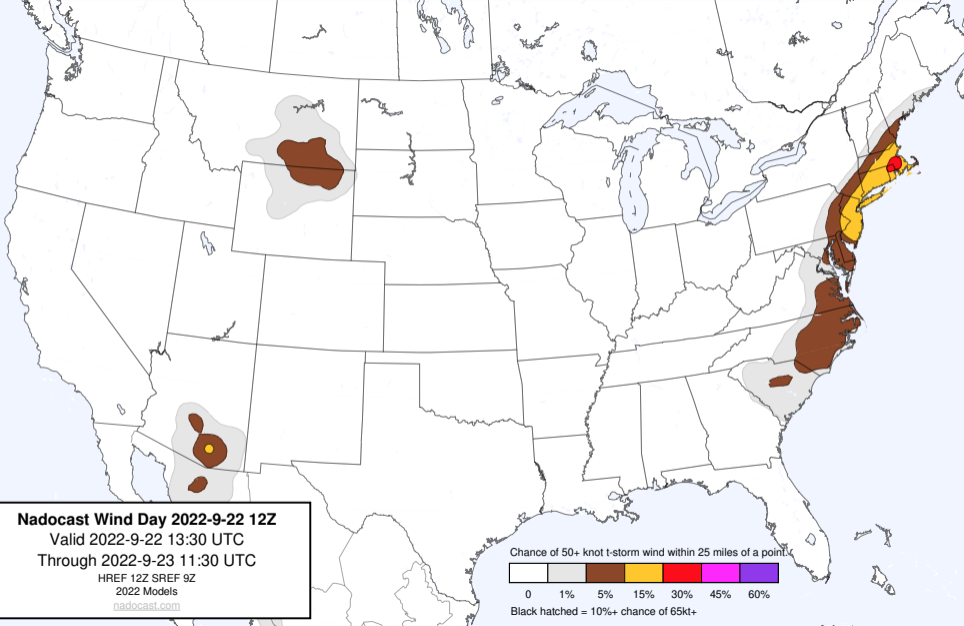 Nadocast Wind Day 2022-9-22 12Z
Valid 2022-9-22 13:30 UTC
Through 2022-9-23 11:30 UTC
HREF 12Z SREF 9Z
2022 Models
nadocast.com
Chance of 50+ knot t-storm wind within 25 miles of a point.
0 1% 5% 15% 30% 45% 60%
Black hatched = 10%+ chance of 65kt+